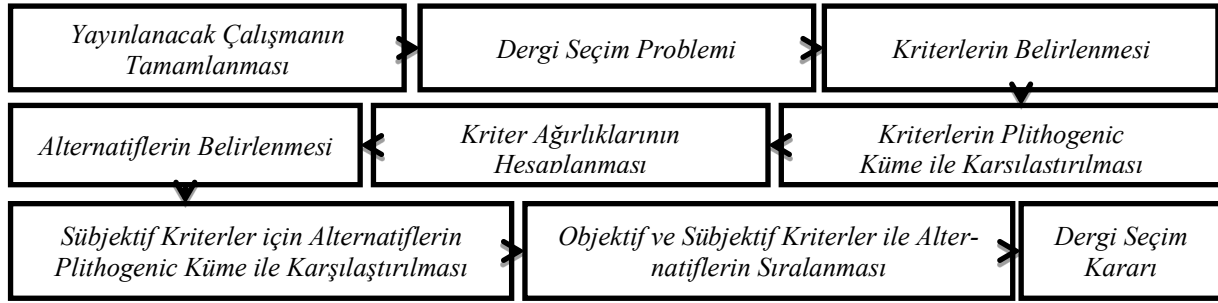 Yayınlanacak Çalışmanın
Tamamlanması
Dergi Seçim Problemi
Kriterlerin Belirlenmesi
Alternatiflerin Belirlenmesi
Kriter Ağırlıklarının
Hesaplanması
Kriterlerin Plithogenic
Küme ile Karsılastırılması
Sübjektif Kriterler için Alternatiflerin
Plithogenic Küme ile Karşılaştırılması
Objektif ve Sübjektif Kriterler ile Alter-
natiflerin Sıralanması
Dergi Seçim
Kararı